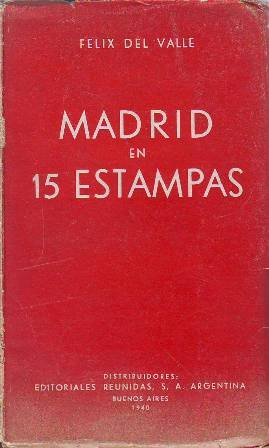 FELIX DEL VALLE
MADRID
EN
15 ESTAMPAS
DISTRIBUIDORES:
EDITORIALES REUNIDAS, S. A. ARGENTINA
BUENOS AIRES
1940